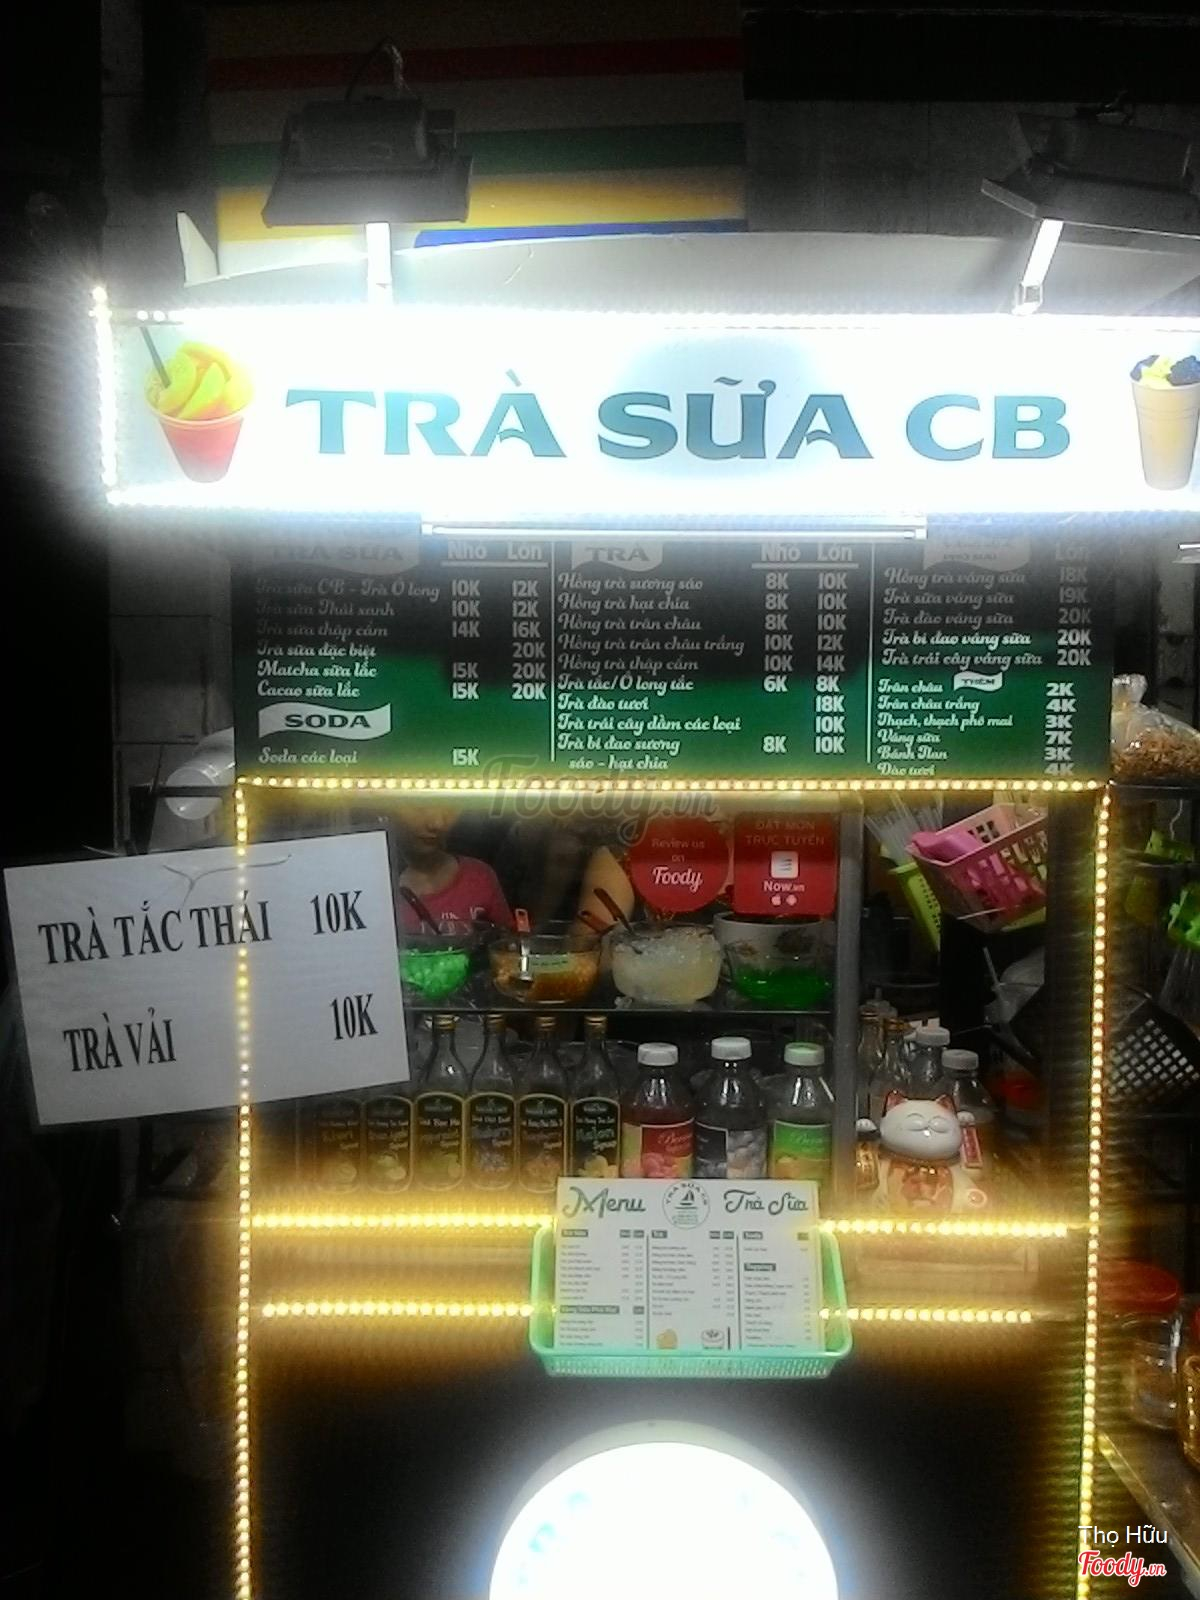 TRÀ SỮA CB
TRÀ SỮA Nhỏ Lớn
Trà sữa CB - Trà Ô long 10K 12K
Trà sữa Thái xanh 10K 12K
Trà sữa thập cẩm 14K 16K
Trà sữa đặc biệt 20K
Matcha sữa lắc 15K 20K
Cacao sữa lắc 15K 20K
SODA
Soda các loại 15K
TRÀ Nhỏ Lớn
Hồng trà sương sáo 8K 10K
Hồng trà hạt chia 8K 10K
Hồng trà trân châu 8K 10K
Hồng trà trân châu trắng 10K 12K
Hồng trà thập cẩm 10K 14K
Trà tắc/Ô long tắc 6K 8K
Trà đào tươi 18K
Trà trái cây dầm các loại 10K
Trà bí đao sương 8K 10K
sáo - hạt chia
Lớn
Hồng trà váng sữa 18K
Trà sữa váng sữa 19K
Trà đào váng sữa 20K
Trà bí đao váng sữa 20K
Trà trái cây váng sữa 20K
THÊM
Trân châu 2K
Trân châu trắng 4K
Thạch, thạch phô mai 3K
Váng sữa 7K
Bánh flan 3K
Đào tươi 4K
Foody.vn
Review us
on
Foody
ĐẶT MÓN
TRỰC TUYẾN
Now.vn
TRÀ TẮC THÁI 10K
TRÀ VẢI 10K
Menu TRÀ SỮA CB Trà Sữa
Thọ Hữu
Foody.vn